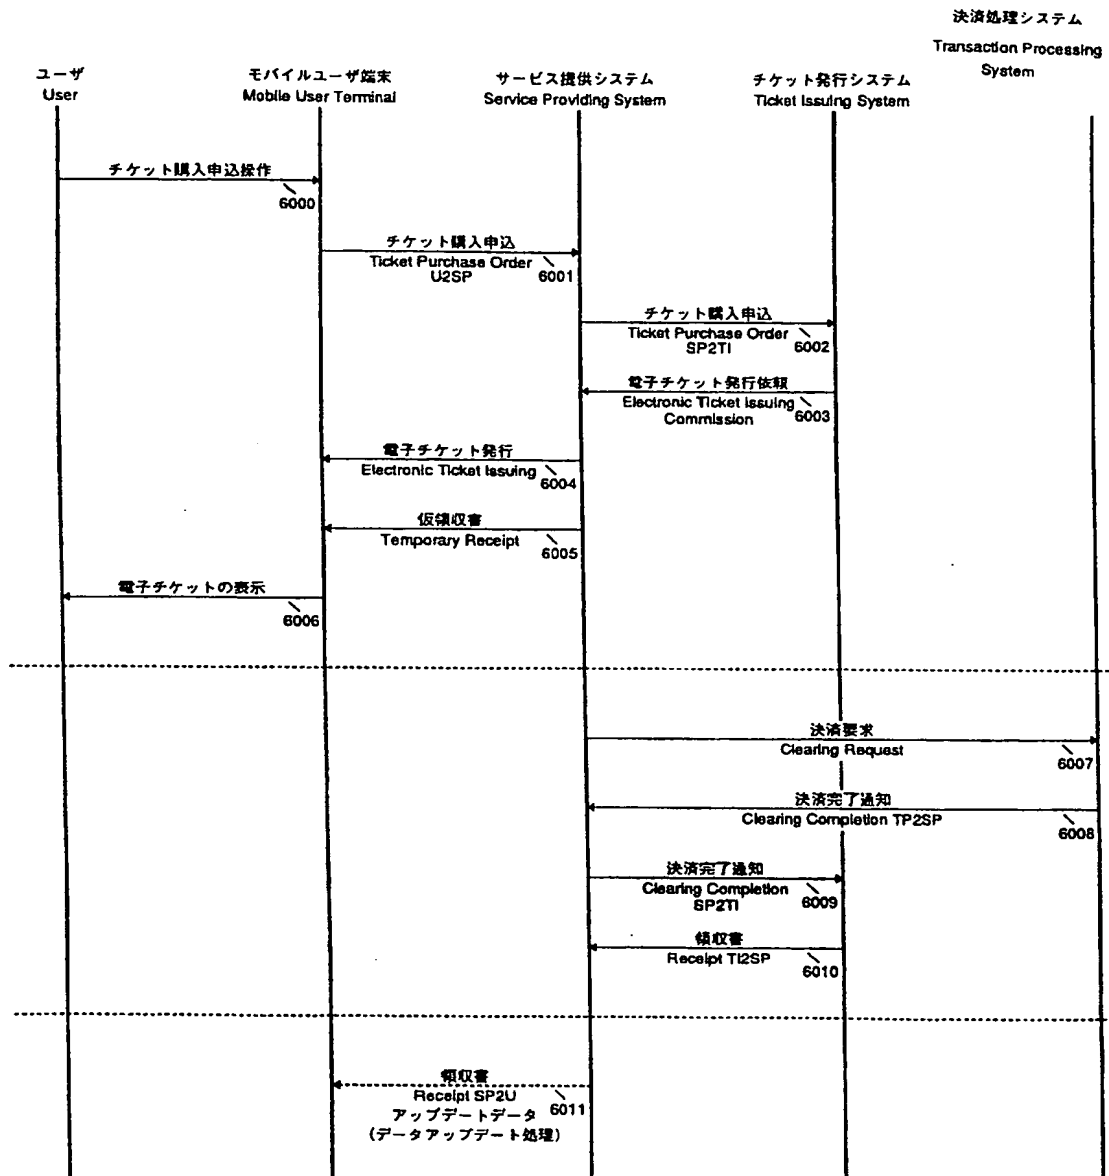 決済処理システム
Transaction Processing
System
ユーザ
User
モバイルユーザ端末
Mobile User Terminal
サービス提供システム
Service Providing System
チケット発行システム
Ticket Issuing System
チケット購入申込操作
6000
チケット購入申込
Ticket Purchase Order
U2SP
6001
チケット購入申込
Ticket Purchase Order
SP2TI
6002
電子チケット発行依頼
Electronic Ticket Issuing
Commission
6003
電子チケット発行
Electronic Ticket Issuing
6004
仮領収書
Temporary Receipt
6005
電子チケットの表示
6006
決済要求
Clearing Request
6007
決済完了通知
Clearing Completion TP2SP
6008
決済完了通知
Clearing Completion
SP2TI
6009
領収書
Receipt TI2SP
6010
領収書
Receipt SP2U
6011
アップデートデータ
(データアップデート処理)